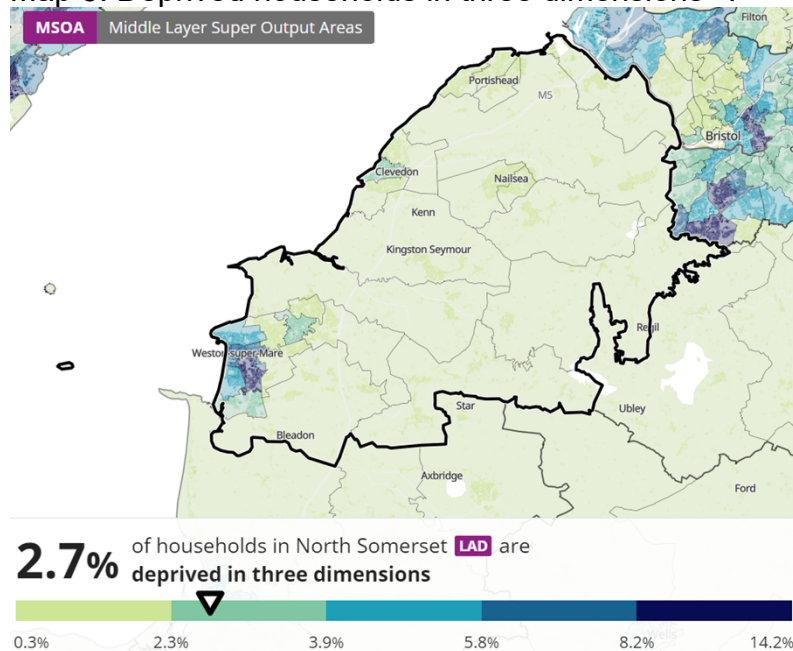 MSOA Middle Layer Super Output Areas
Filton
Portishead
M5
Bristol
Clevedon
Nailsea
Kenn
Kingston Seymour
Regil
Weston-super-Mare
Star
Ubley
Bleadon
Axbridge
Ford
2.7% of households in North Somerset LAD are
deprived in three dimensions
Wells
0.3% 2.3% 3.9% 5.8% 8.2% 14.2%